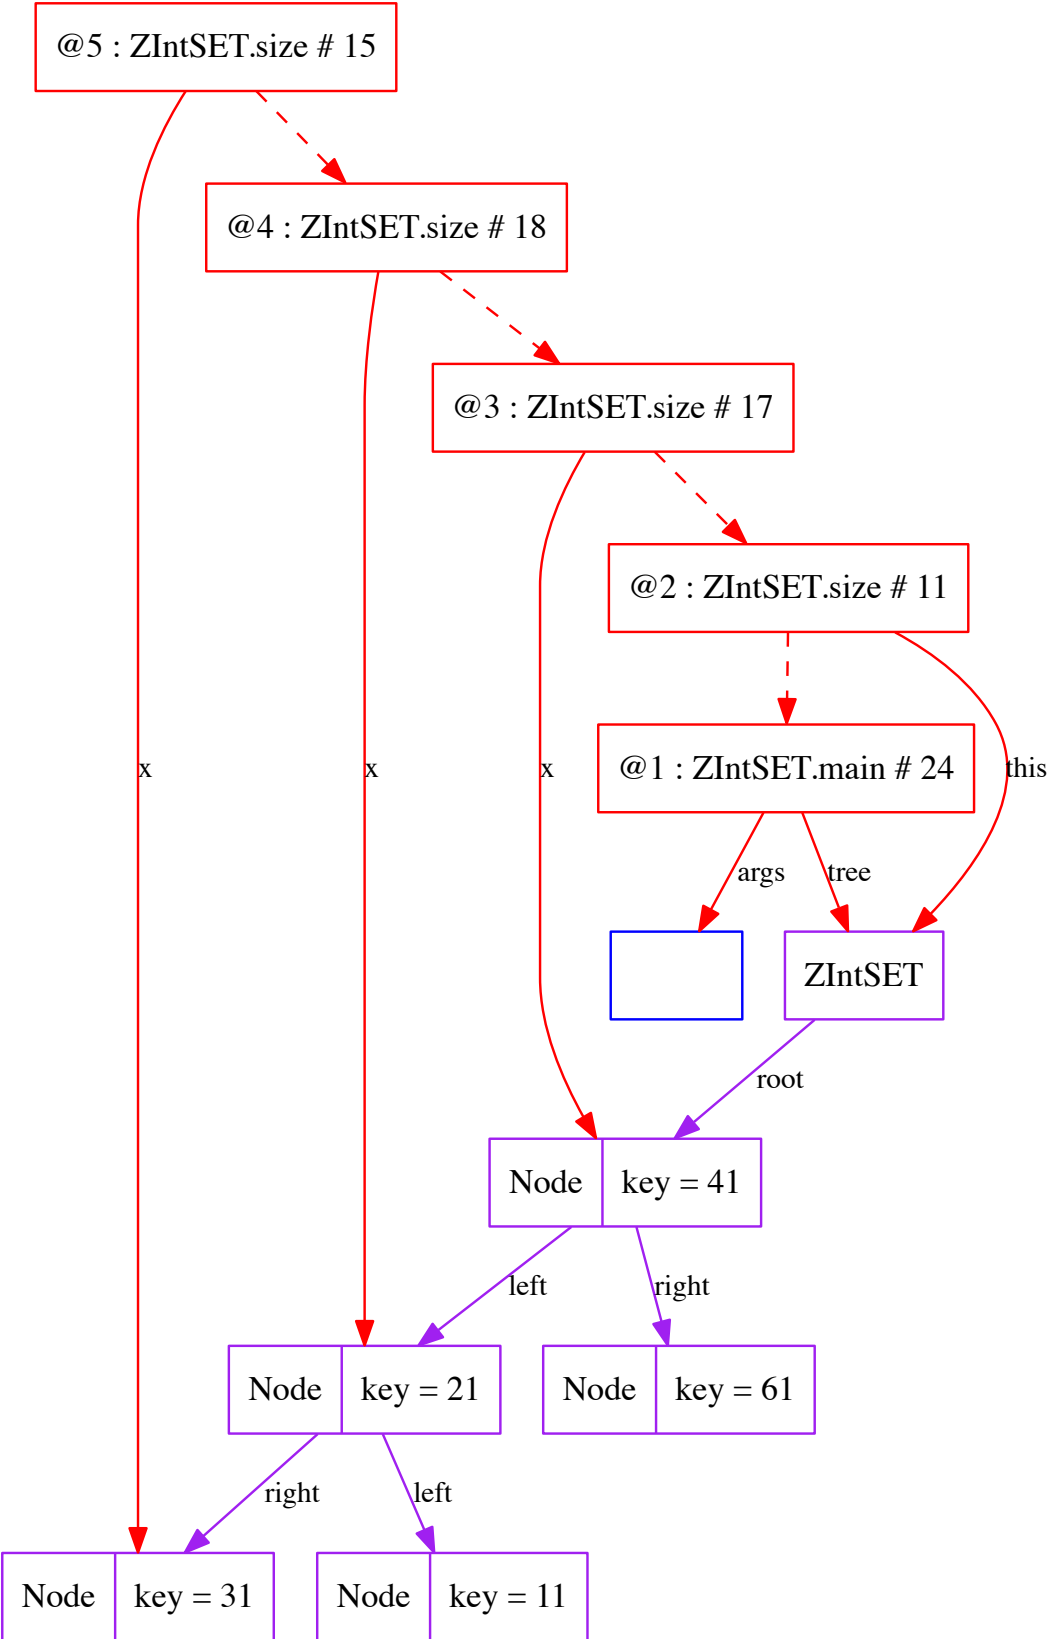 @5 : ZIntSET.size # 15
@4 : ZIntSET.size # 18
@3 : ZIntSET.size # 17
@2 : ZIntSET.size # 11
x
x
x
@1 : ZIntSET.main # 24
this
args
tree
ZIntSET
root
Node
key = 41
left
right
Node
key = 21
Node
key = 61
right
left
Node
key = 31
Node
key = 11